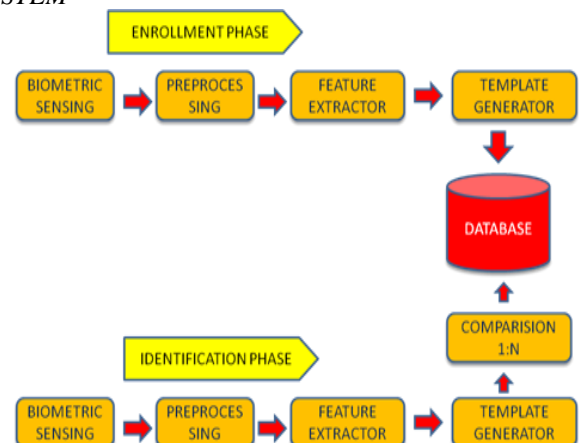 STEM
ENROLLMENT PHASE
BIOMETRIC
SENSING
PREPROCES
SING
FEATURE
EXTRACTOR
TEMPLATE
GENERATOR
DATABASE
COMPARISION
1:N
IDENTIFICATION PHASE
BIOMETRIC
SENSING
PREPROCES
SING
FEATURE
EXTRACTOR
TEMPLATE
GENERATOR